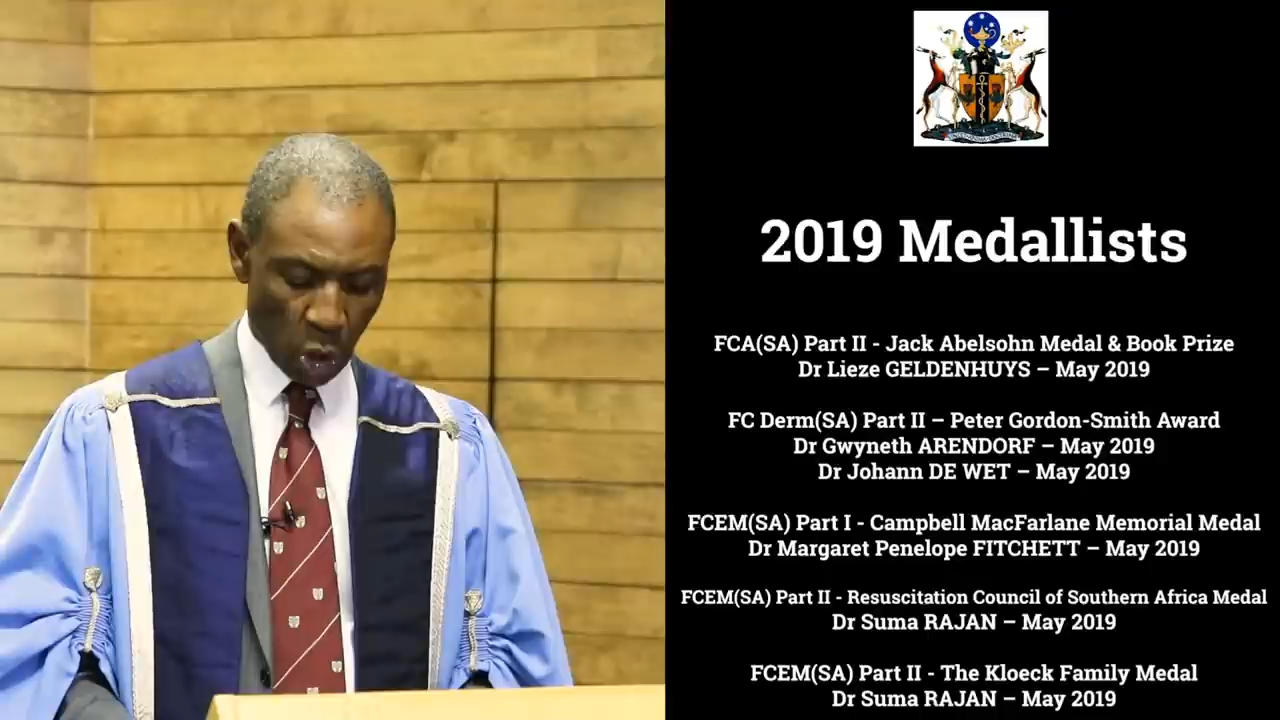 2019 Medallists
FCA(SA) Part II - Jack Abelsohn Medal & Book Prize
Dr Lieze GELDENHUYS – May 2019
FC Derm(SA) Part II – Peter Gordon-Smith Award
Dr Gwyneth ARENDORF – May 2019
Dr Johann DE WET – May 2019
FCEM(SA) Part I - Campbell MacFarlane Memorial Medal
Dr Margaret Penelope FITCHETT – May 2019
FCEM(SA) Part II - Resuscitation Council of Southern Africa Medal
Dr Suma RAJAN – May 2019
FCEM(SA) Part II - The Kloeck Family Medal
Dr Suma RAJAN – May 2019